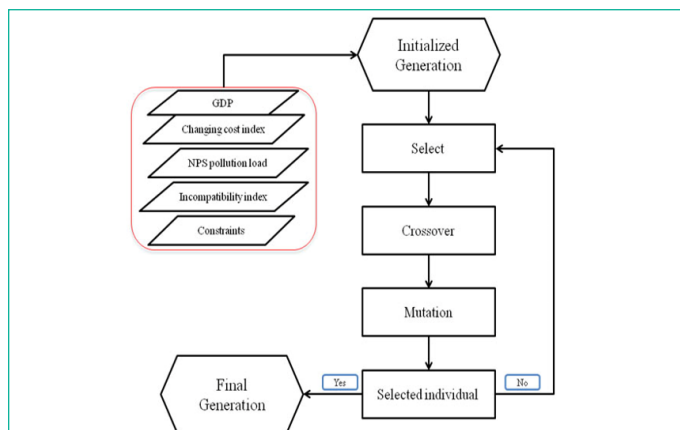 Initialized
Generation
GDP
Changing cost index
NPS pollution load
Incompatibility index
Constraints
Select
Crossover
Mutation
Selected individual
Yes
No
Final
Generation